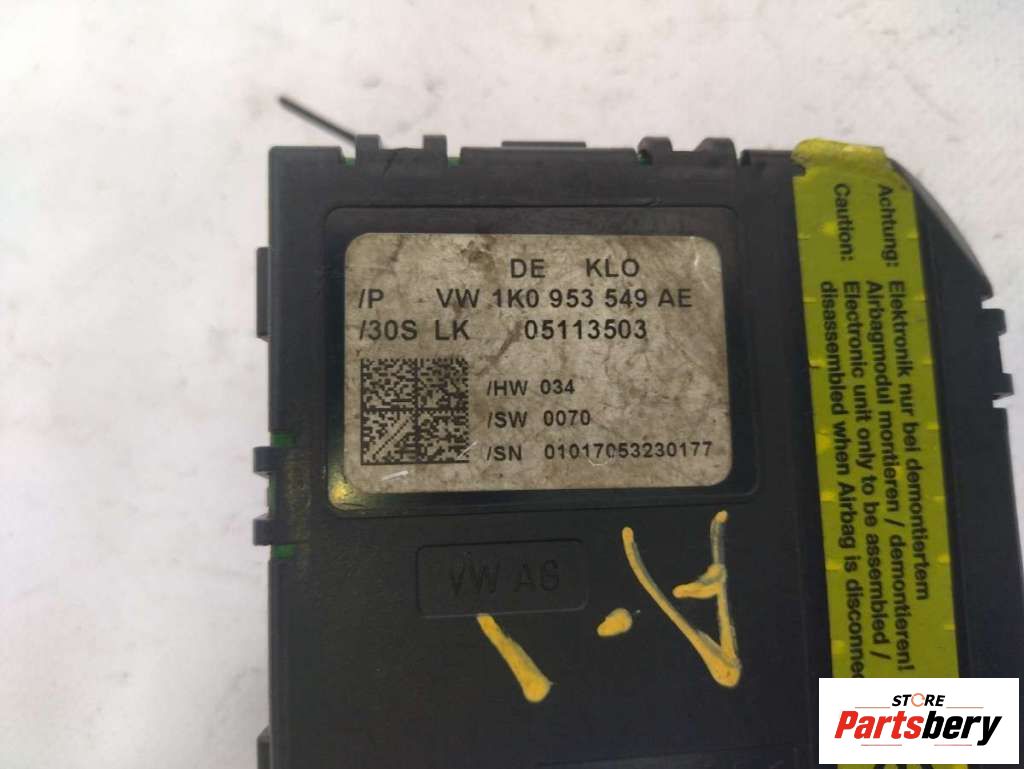 DE KLO
/P VW 1K0 953 549 AE
/30S LK 05113503
/HW 034
/SW 0070
/SN 01017053230177
VW AG
Achtung: Elektronik nur bei demontiertem
Airbagmodul montieren / demontieren!
Caution: Electronic unit only to be assembled /
disassembled when Airbag is disconnec
STORE
Partsbery